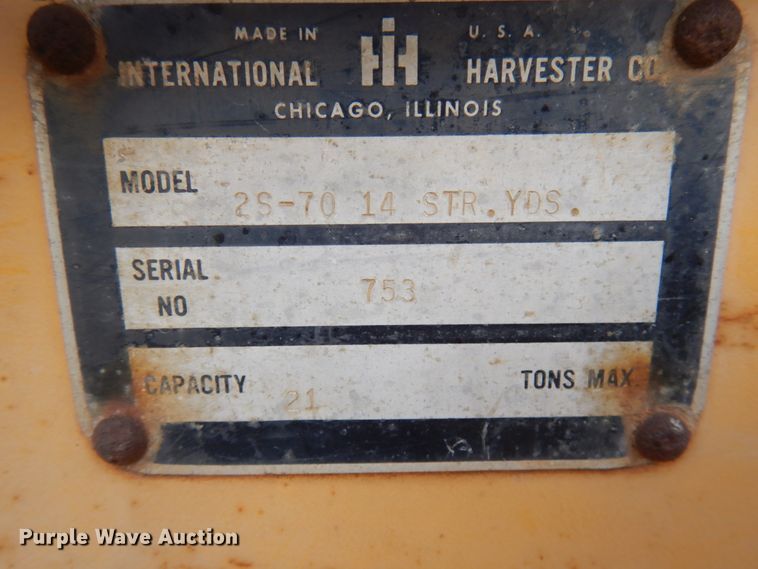 MADE IN IH U. S. A.
INTERNATIONAL HARVESTER CO.
CHICAGO, ILLINOIS
MODEL 2S-70 14 STR.YDS.
SERIAL NO 753
CAPACITY 21 TONS MAX.
Purple Wave Auction